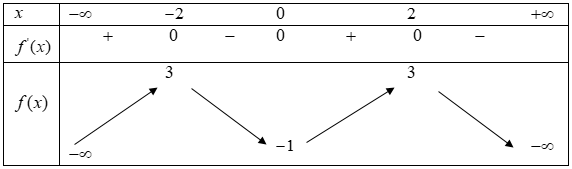 x −∞ −2 0 2 +∞
f'(x) + 0 − 0 + 0 −
3 3
f(x)
−∞ −1 −∞